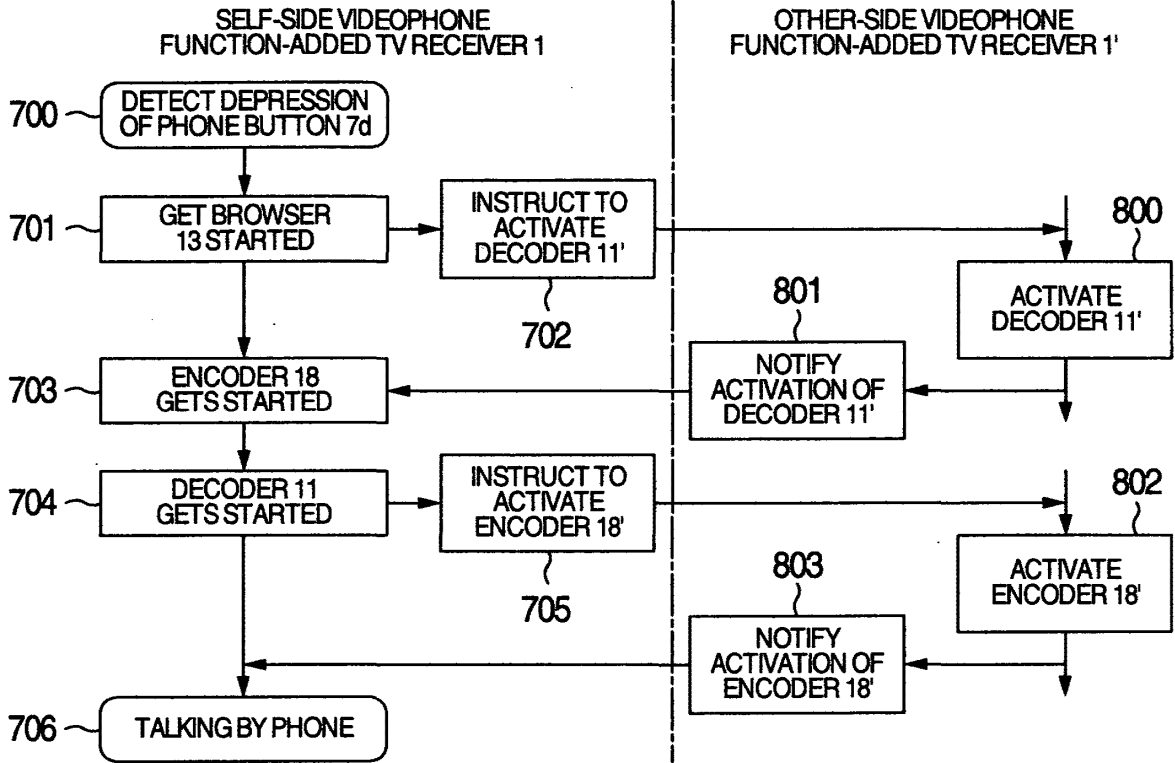 SELF-SIDE VIDEOPHONE
FUNCTION-ADDED TV RECEIVER 1
OTHER-SIDE VIDEOPHONE
FUNCTION-ADDED TV RECEIVER 1'
700
DETECT DEPRESSION
OF PHONE BUTTON 7d
701
GET BROWSER
13 STARTED
INSTRUCT TO
ACTIVATE
DECODER 11'
702
800
ACTIVATE
DECODER 11'
801
NOTIFY
ACTIVATION OF
DECODER 11'
703
ENCODER 18
GETS STARTED
704
DECODER 11
GETS STARTED
INSTRUCT TO
ACTIVATE
ENCODER 18'
705
802
ACTIVATE
ENCODER 18'
803
NOTIFY
ACTIVATION OF
ENCODER 18'
706
TALKING BY PHONE